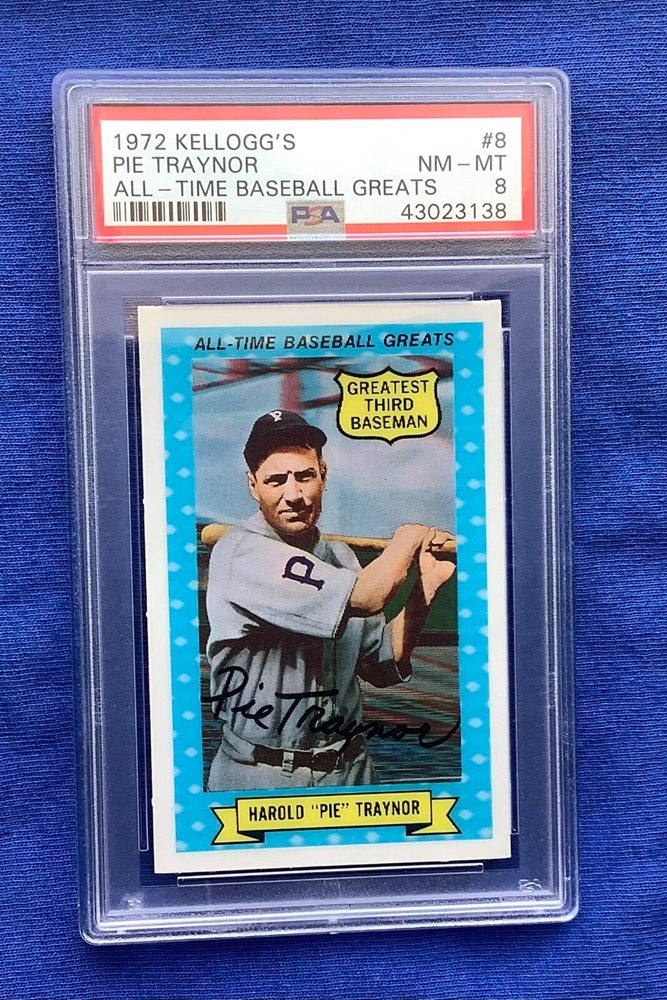 1972 KELLOGG'S #8
PIE TRAYNOR NM-MT
ALL-TIME BASEBALL GREATS 8
PSA 43023138
ALL-TIME BASEBALL GREATS
GREATEST
THIRD
BASEMAN
P
P
Pie Traynor
HAROLD "PIE" TRAYNOR